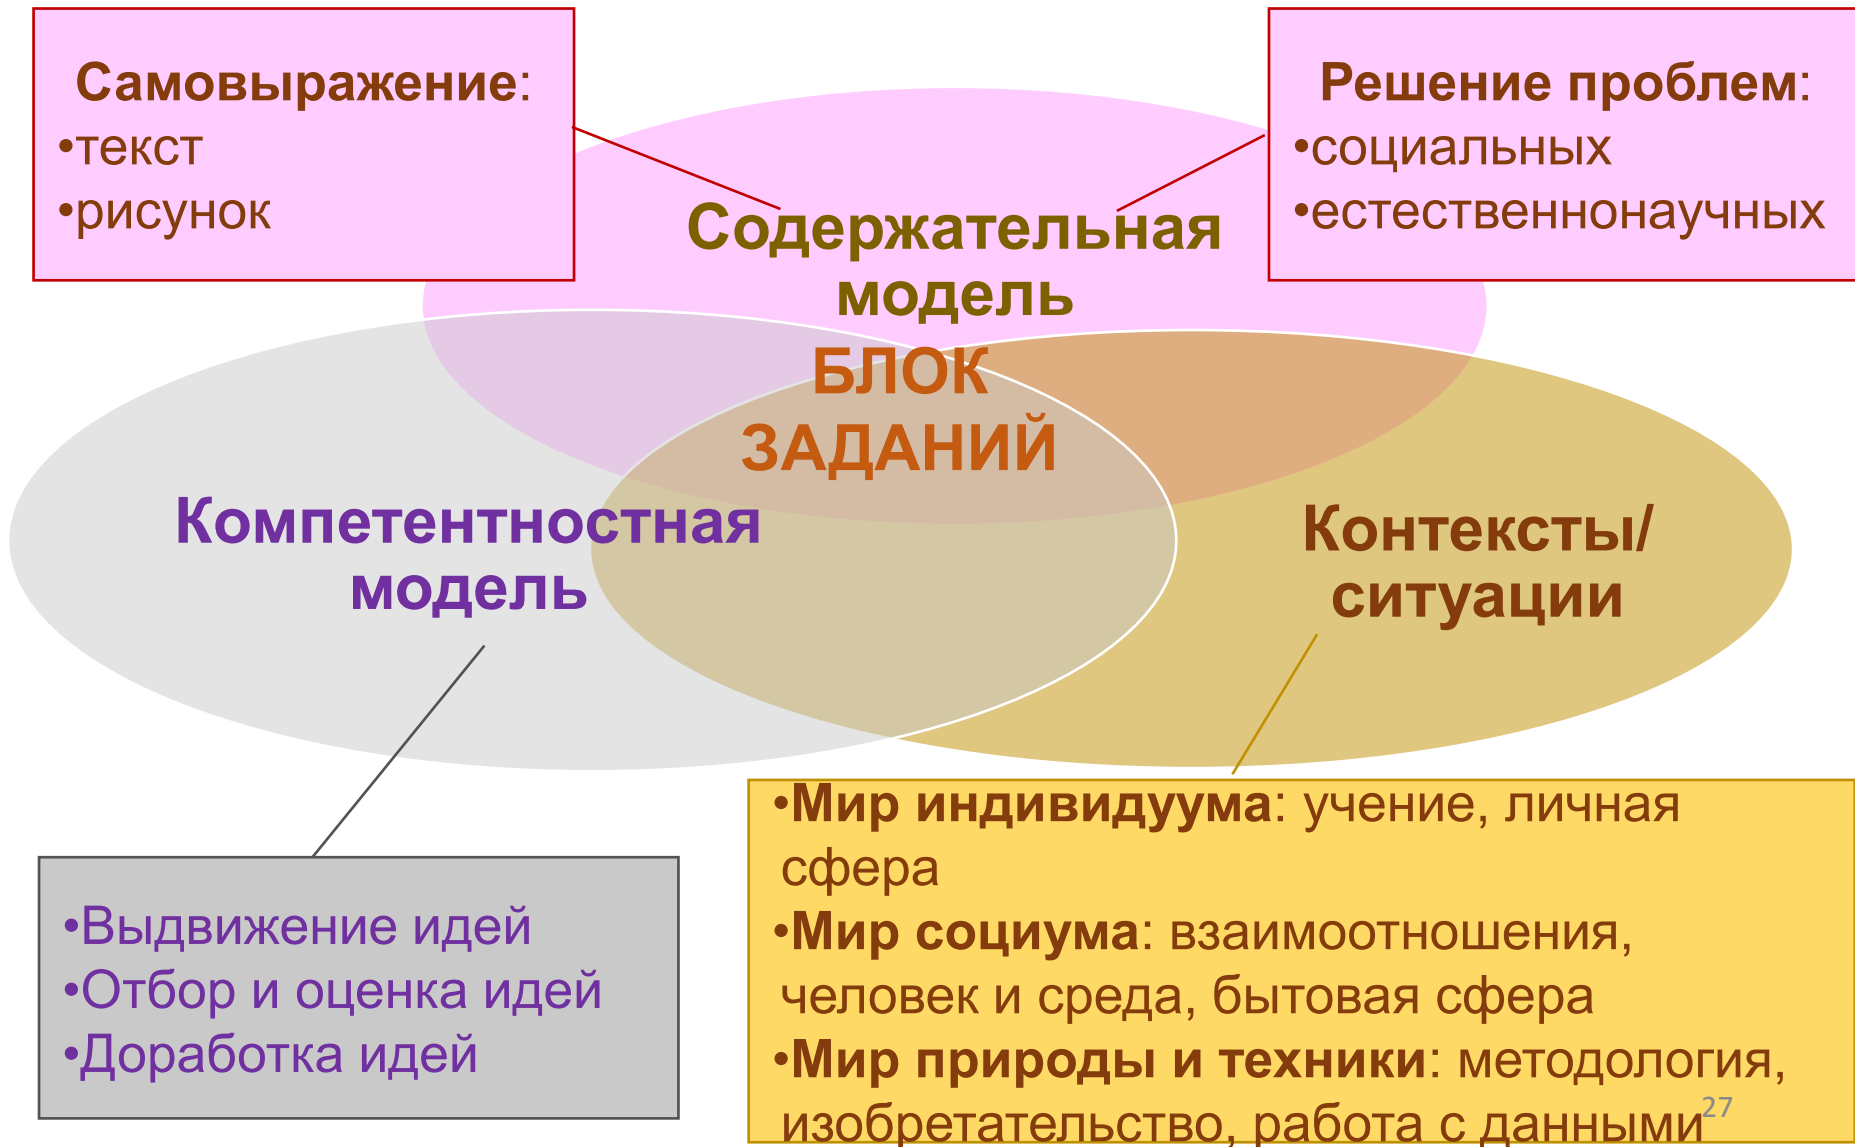 Самовыражение:
•текст
•рисунок
Решение проблем:
•социальных
•естественнонаучных
Содержательная
модель
БЛОК
ЗАДАНИЙ
Компетентностная
модель
Контексты/
ситуации
•Выдвижение идей
•Отбор и оценка идей
•Доработка идей
•Мир индивидуума: учение, личная
сфера
•Мир социума: взаимоотношения,
человек и среда, бытовая сфера
•Мир природы и техники: методология,
изобретательство, работа с данными
27